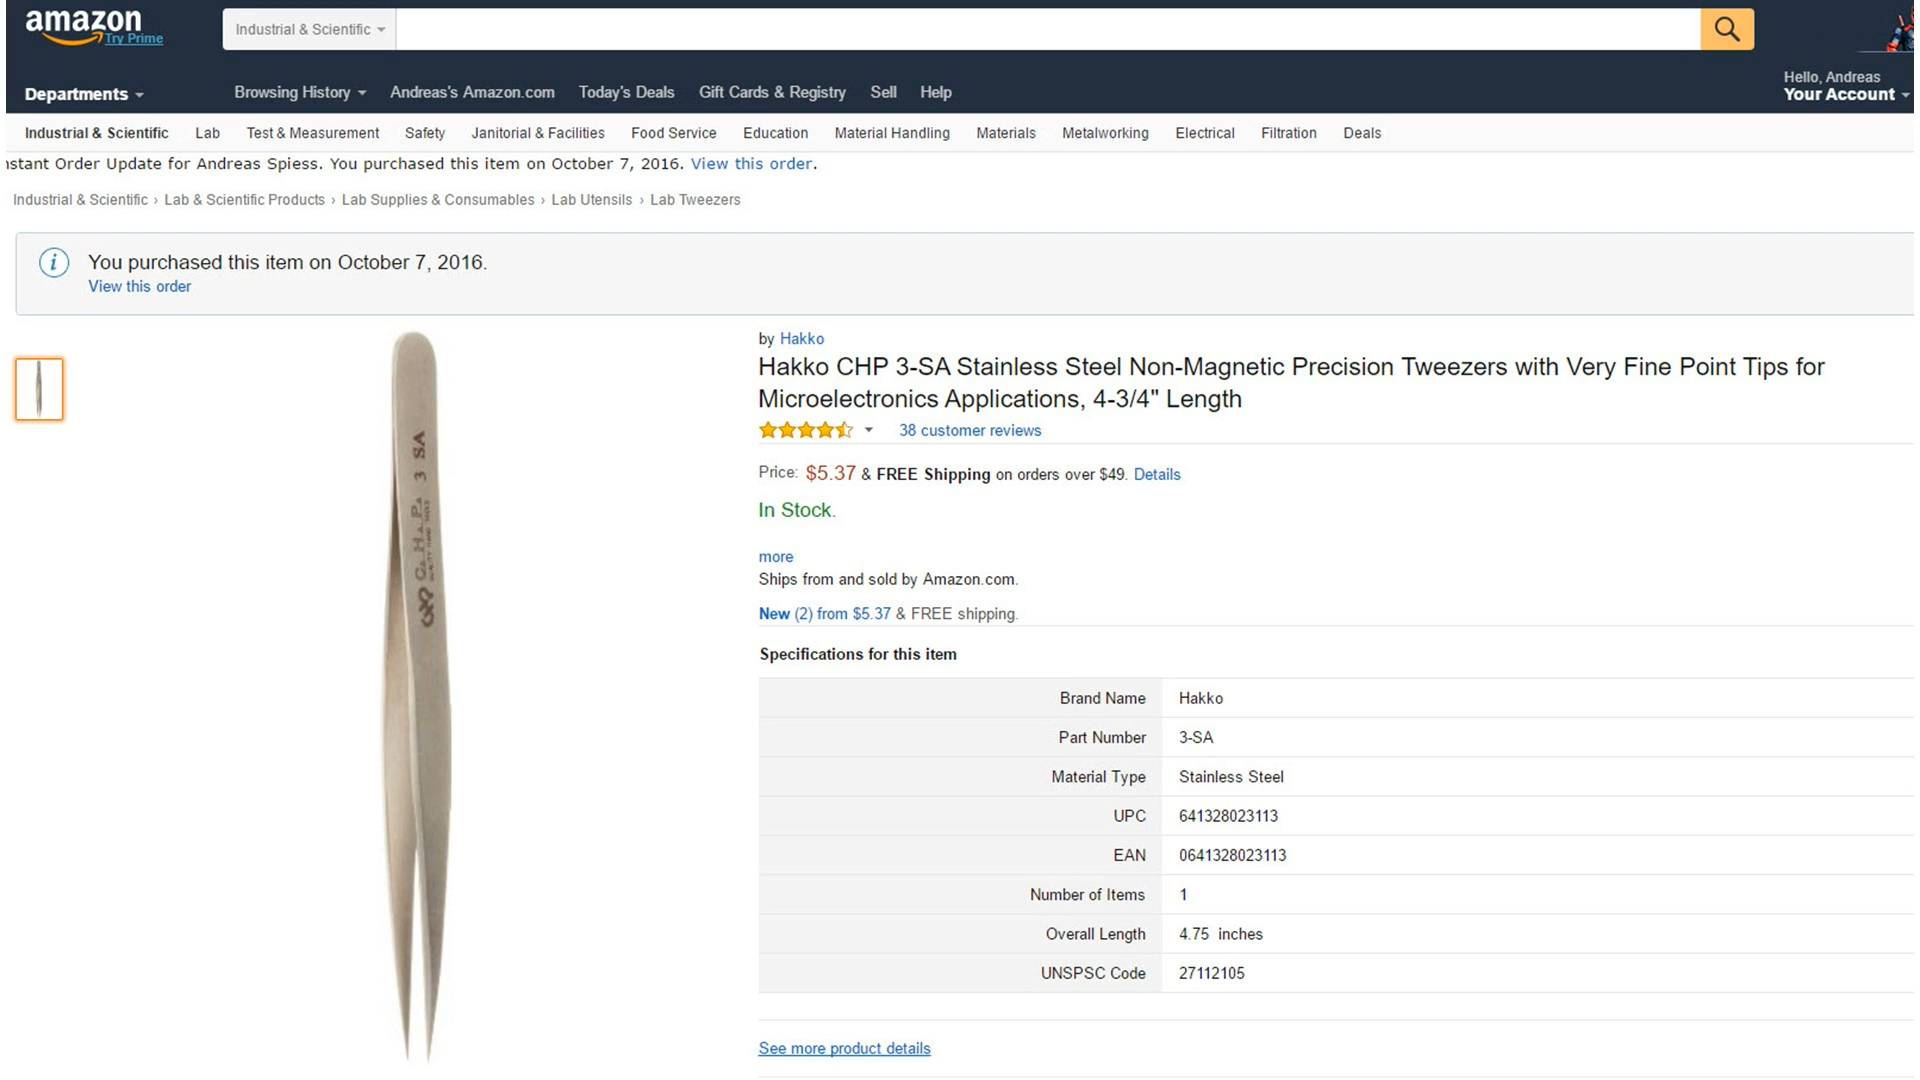 amazon
Try Prime
Industrial & Scientific
Departments
Browsing History
Andreas's Amazon.com
Today's Deals
Gift Cards & Registry
Sell
Help
Hello, Andreas
Your Account
Industrial & Scientific
Lab
Test & Measurement
Safety
Janitorial & Facilities
Food Service
Education
Material Handling
Materials
Metalworking
Electrical
Filtration
Deals
nstant Order Update for Andreas Spiess. You purchased this item on October 7, 2016. View this order.
Industrial & Scientific › Lab & Scientific Products › Lab Supplies & Consumables › Lab Utensils › Lab Tweezers
You purchased this item on October 7, 2016.
View this order
3 SA
C.H.P.
by Hakko
Hakko CHP 3-SA Stainless Steel Non-Magnetic Precision Tweezers with Very Fine Point Tips for
Microelectronics Applications, 4-3/4" Length
38 customer reviews
Price: $5.37 & FREE Shipping on orders over $49. Details
In Stock.
more
Ships from and sold by Amazon.com.
New (2) from $5.37 & FREE shipping.
Specifications for this item
Brand Name Hakko
Part Number 3-SA
Material Type Stainless Steel
UPC 641328023113
EAN 0641328023113
Number of Items 1
Overall Length 4.75 inches
UNSPSC Code 27112105
See more product details